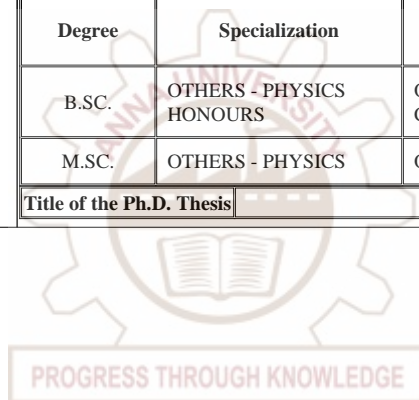 Degree Specialization
B.SC. OTHERS - PHYSICS
HONOURS
M.SC. OTHERS - PHYSICS
Title of the Ph.D. Thesis
ANNA UNIVERSITY
PROGRESS THROUGH KNOWLEDGE